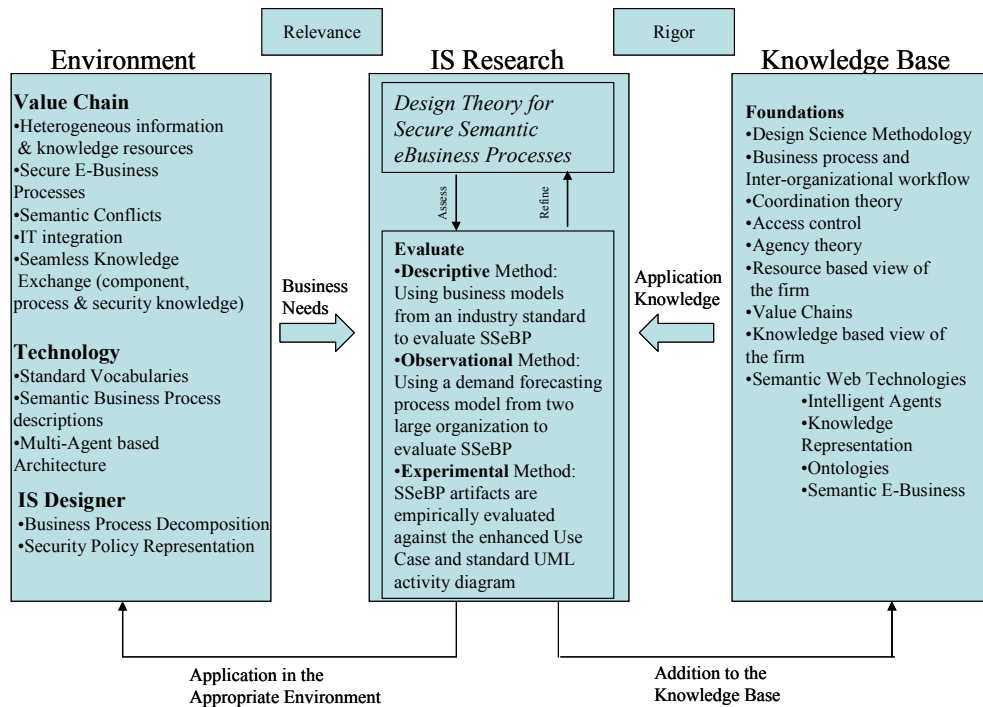 Relevance
Rigor
Environment
IS Research
Knowledge Base
Value Chain
•Heterogeneous information
& knowledge resources
•Secure E-Business
Processes
•Semantic Conflicts
•IT integration
•Seamless Knowledge
Exchange (component,
process & security knowledge)
Technology
•Standard Vocabularies
•Semantic Business Process
descriptions
•Multi-Agent based
Architecture
IS Designer
•Business Process Decomposition
•Security Policy Representation
Business
Needs
Design Theory for
Secure Semantic
eBusiness Processes
Assess
Refine
Evaluate
•Descriptive Method:
Using business models
from an industry standard
to evaluate SSeBP
•Observational Method:
Using a demand forecasting
process model from two
large organization to
evaluate SSeBP
•Experimental Method:
SSeBP artifacts are
empirically evaluated
against the enhanced Use
Case and standard UML
activity diagram
Application
Knowledge
Foundations
•Design Science Methodology
•Business process and
Inter-organizational workflow
•Coordination theory
•Access control
•Agency theory
•Resource based view of
the firm
•Value Chains
•Knowledge based view of
the firm
•Semantic Web Technologies
•Intelligent Agents
•Knowledge
Representation
•Ontologies
•Semantic E-Business
Application in the
Appropriate Environment
Addition to the
Knowledge Base